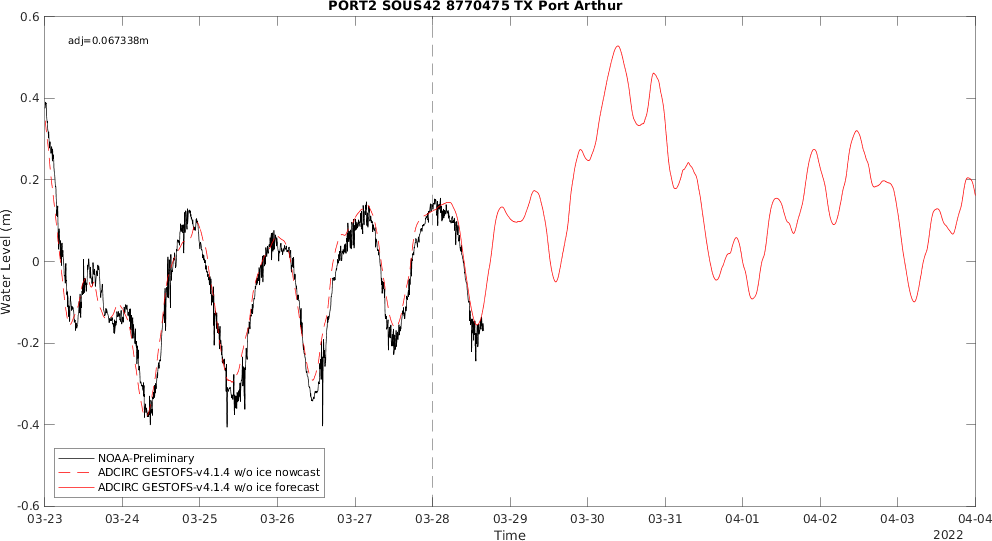 PORT2 SOUS42 8770475 TX Port Arthur
adj=0.067338m
0.6
0.4
0.2
0
-0.2
-0.4
-0.6
Water Level (m)
NOAA-Preliminary
ADCIRC GESTOFS-v4.1.4 w/o ice nowcast
ADCIRC GESTOFS-v4.1.4 w/o ice forecast
03-23 03-24 03-25 03-26 03-27 03-28 03-29 03-30 03-31 04-01 04-02 04-03 04-04
Time
2022